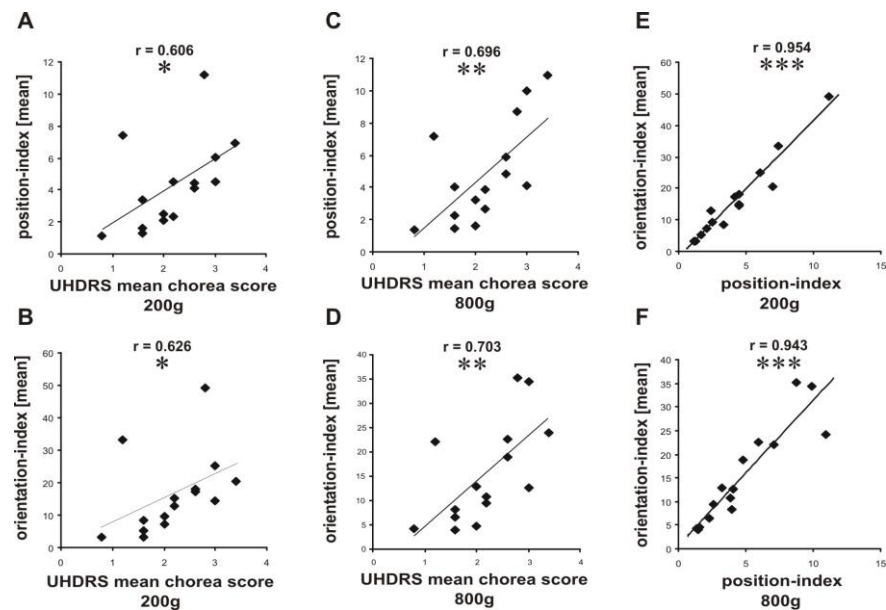 A
r = 0.606
*
position-index [mean]
12
10
8
6
4
2
0
0 1 2 3 4
UHDRS mean chorea score
200g
C
r = 0.696
**
position-index [mean]
12
10
8
6
4
2
0
0 1 2 3 4
UHDRS mean chorea score
800g
E
r = 0.954
***
orientation-index [mean]
60
50
40
30
20
10
0
0 5 10 15
position-index
200g
B
r = 0.626
*
orientation-index [mean]
60
50
40
30
20
10
0
0 1 2 3 4
UHDRS mean chorea score
200g
D
r = 0.703
**
orientation-index [mean]
40
35
30
25
20
15
10
5
0
0 1 2 3 4
UHDRS mean chorea score
800g
F
r = 0.943
***
orientation-index [mean]
40
35
30
25
20
15
10
5
0
0 5 10 15
position-index
800g